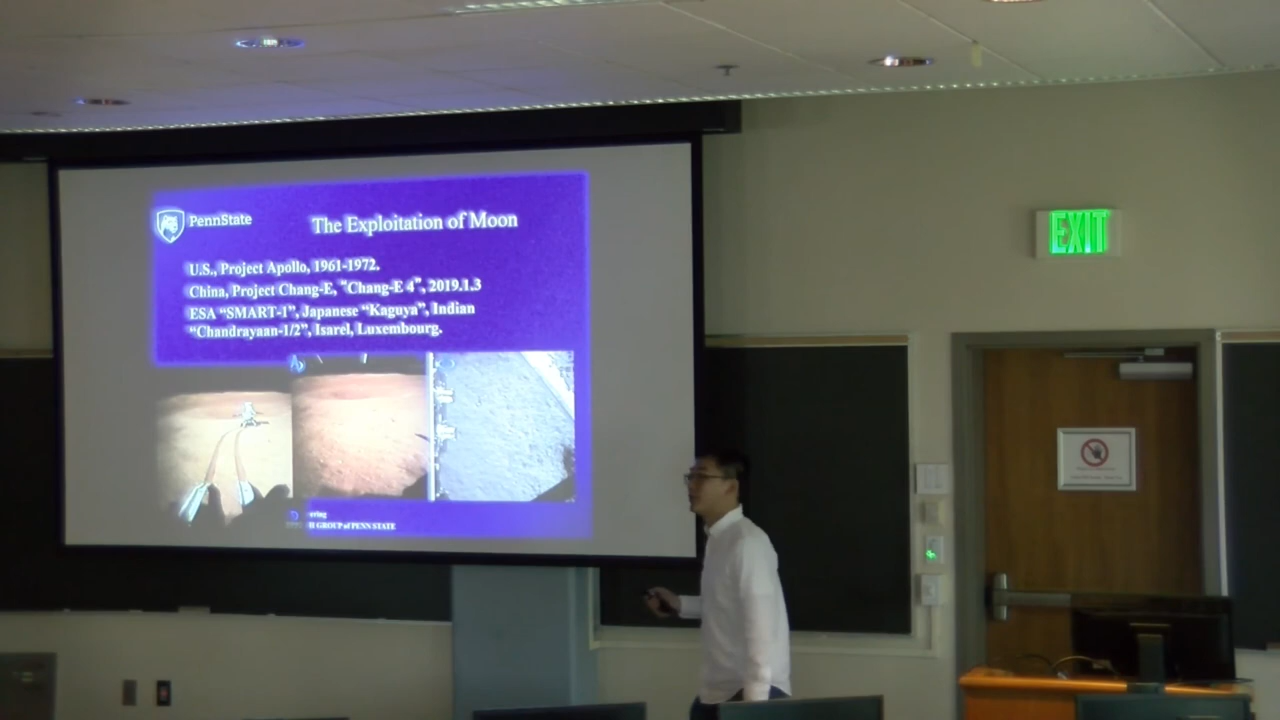 PennState
The Exploitation of Moon
U.S., Project Apollo, 1961-1972.
China, Project Chang-E, "Chang-E 4", 2019.1.3
ESA "SMART-1", Japanese "Kaguya", Indian
"Chandrayaan-1/2", Isarel, Luxembourg.
GROUP of PENN STATE
EXIT